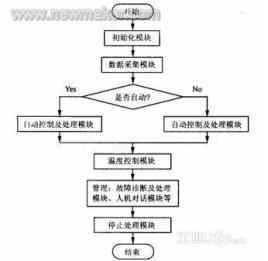 www.newmaker.com
开始
初始化模块
数据采集模块
是否自动?
Yes
No
自动控制及处理模块
自动控制及处理模块
温度控制模块
管理: 故障诊断及处理
模块、人机对话模块等
停止处理模块
结束